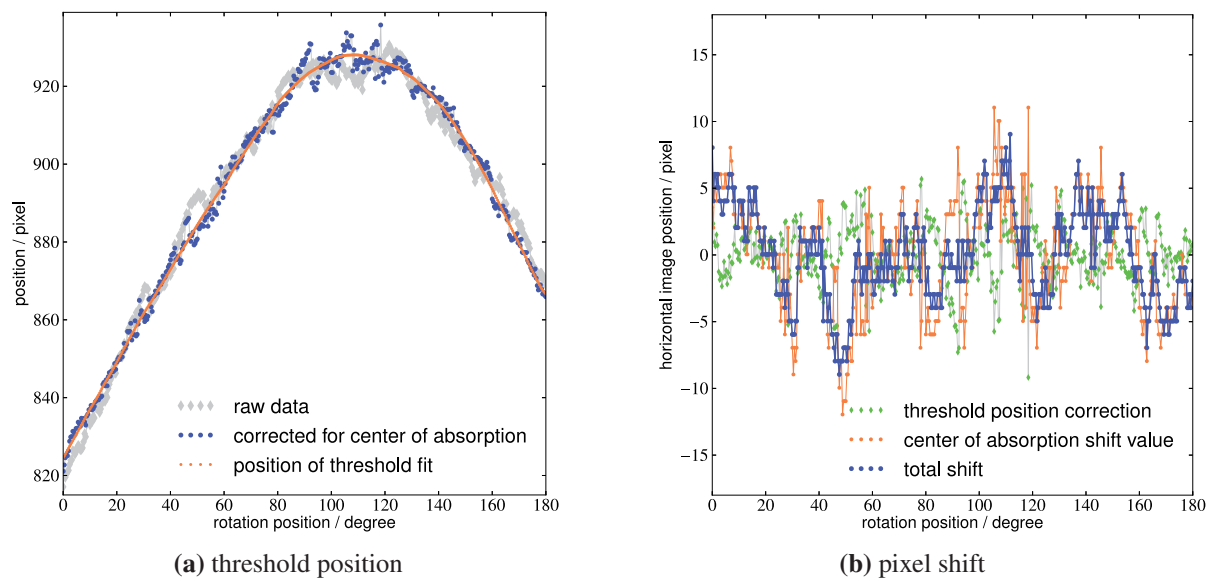 920
900
880
860
840
820
position / pixel
raw data
corrected for center of absorption
position of threshold fit
0 20 40 60 80 100 120 140 160 180
rotation position / degree
(a) threshold position
15
10
5
0
−5
−10
−15
horizontal image position / pixel
threshold position correction
center of absorption shift value
total shift
0 20 40 60 80 100 120 140 160 180
rotation position / degree
(b) pixel shift